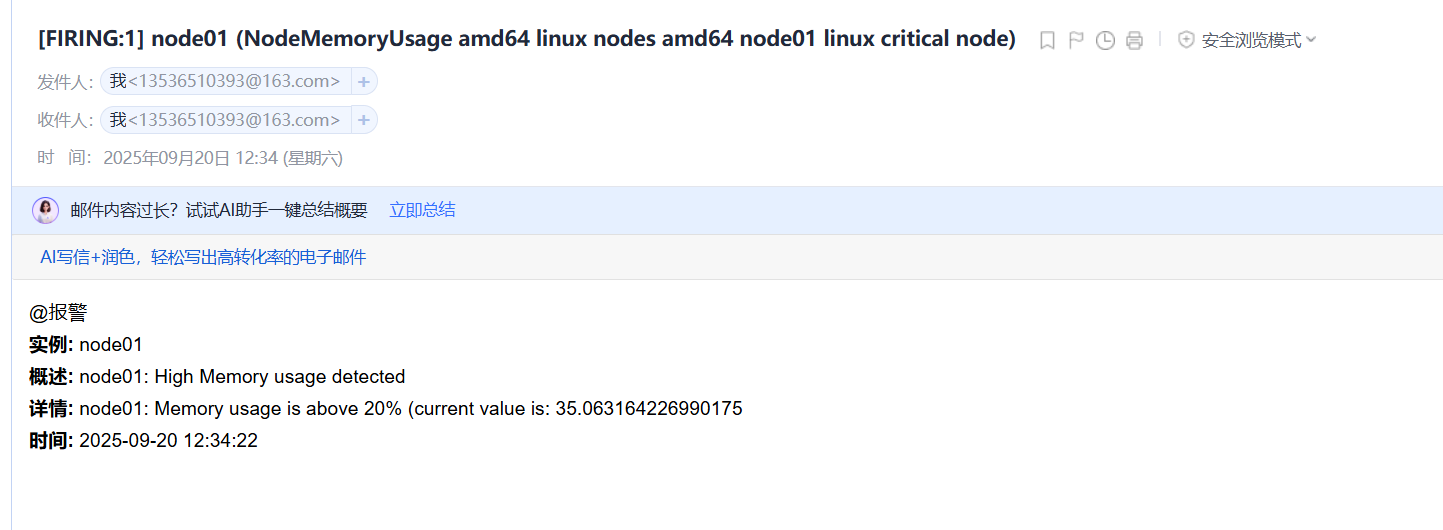 [FIRING:1] node01 (NodeMemoryUsage amd64 linux nodes amd64 node01 linux critical node) 安全浏览模式
发件人： 我<13536510393@163.com> +
收件人： 我<13536510393@163.com> +
时 间： 2025年09月20日 12:34 (星期六)
邮件内容过长？试试AI助手一键总结概要 立即总结
AI写信+润色，轻松写出高转化率的电子邮件
@报警
实例: node01
概述: node01: High Memory usage detected
详情: node01: Memory usage is above 20% (current value is: 35.063164226990175
时间: 2025-09-20 12:34:22